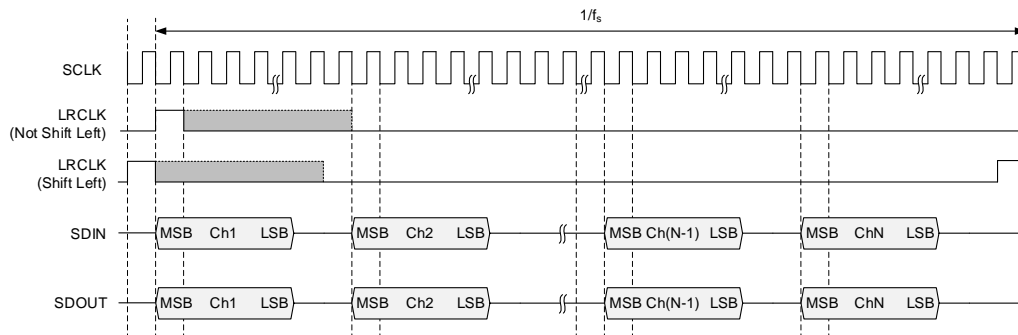 1/fs
SCLK
LRCLK
(Not Shift Left)
LRCLK
(Shift Left)
SDIN
MSB Ch1 LSB MSB Ch2 LSB MSB Ch(N-1) LSB MSB ChN LSB
SDOUT
MSB Ch1 LSB MSB Ch2 LSB MSB Ch(N-1) LSB MSB ChN LSB